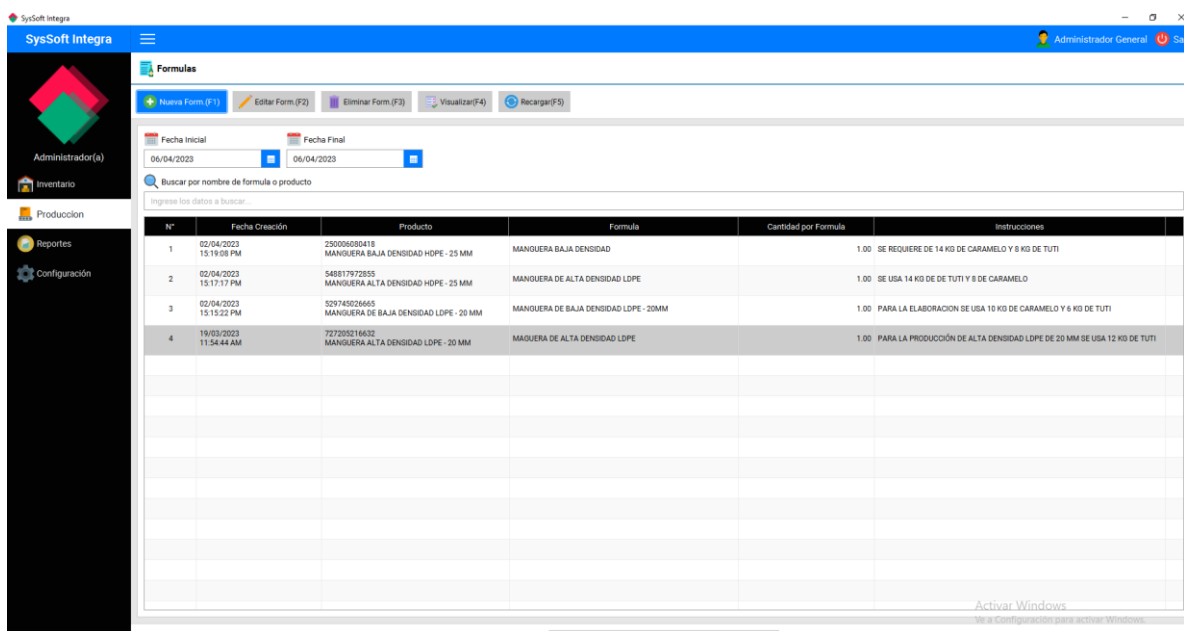 SysSoft Integra
SysSoft Integra
Administrador General
Sa
Administrador(a)
Inventario
Produccion
Reportes
Configuración
Formulas
Nueva Form.(F1)
Editar Form.(F2)
Eliminar Form.(F3)
Visualizar(F4)
Recargar(F5)
Fecha Inicial
Fecha Final
06/04/2023
06/04/2023
Buscar por nombre de formula o producto
Ingrese los datos a buscar...
N° Fecha Creación Producto Formula Cantidad por Formula Instrucciones
1 02/04/2023 15:19:08 PM 250006080418 MANGUERA BAJA DENSIDAD HDPE - 25 MM MANGUERA BAJA DENSIDAD 1.00 SE REQUIERE DE 14 KG DE CARAMELO Y 8 KG DE TUTI
2 02/04/2023 15:17:17 PM 548817972855 MANGUERA ALTA DENSIDAD HDPE - 25 MM MANGUERA DE ALTA DENSIDAD LDPE 1.00 SE USA 14 KG DE DE TUTI Y 8 DE CARAMELO
3 02/04/2023 15:15:22 PM 529745026665 MANGUERA DE BAJA DENSIDAD LDPE - 20 MM MANGUERA DE BAJA DENSIDAD LDPE - 20MM 1.00 PARA LA ELABORACION SE USA 10 KG DE CARAMELO Y 6 KG DE TUTI
4 19/03/2023 11:54:44 AM 727205216632 MANGUERA ALTA DENSIDAD LDPE - 20 MM MAGUERA DE ALTA DENSIDAD LDPE 1.00 PARA LA PRODUCCIÓN DE ALTA DENSIDAD LDPE DE 20 MM SE USA 12 KG DE TUTI
Activar Windows
Ve a Configuración para activar Windows.